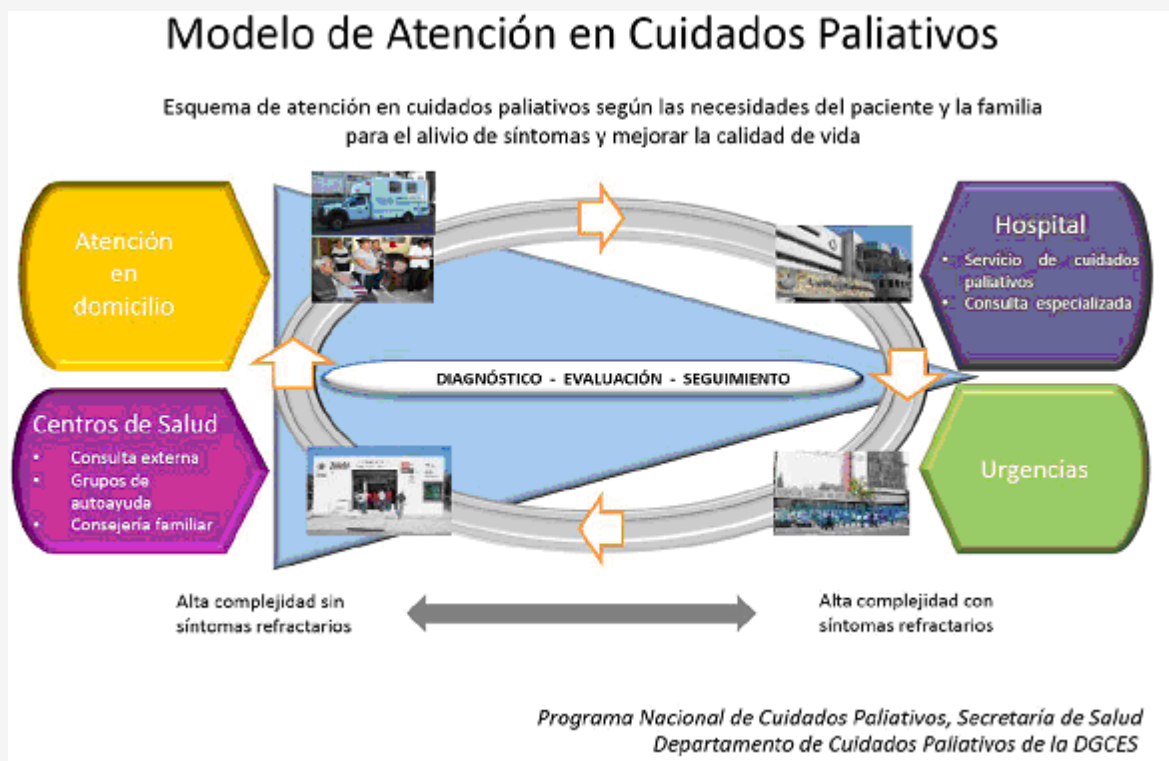 Modelo de Atención en Cuidados Paliativos
Esquema de atención en cuidados paliativos según las necesidades del paciente y la familia
para el alivio de síntomas y mejorar la calidad de vida
Atención
en
domicilio
Hospital
• Servicio de cuidados
paliativos
• Consulta especializada
DIAGNÓSTICO - EVALUACIÓN - SEGUIMIENTO
Centros de Salud
• Consulta externa
• Grupos de
autoayuda
• Consejería familiar
Urgencias
Alta complejidad sin
síntomas refractarios
Alta complejidad con
síntomas refractarios
Programa Nacional de Cuidados Paliativos, Secretaría de Salud
Departamento de Cuidados Paliativos de la DGCES